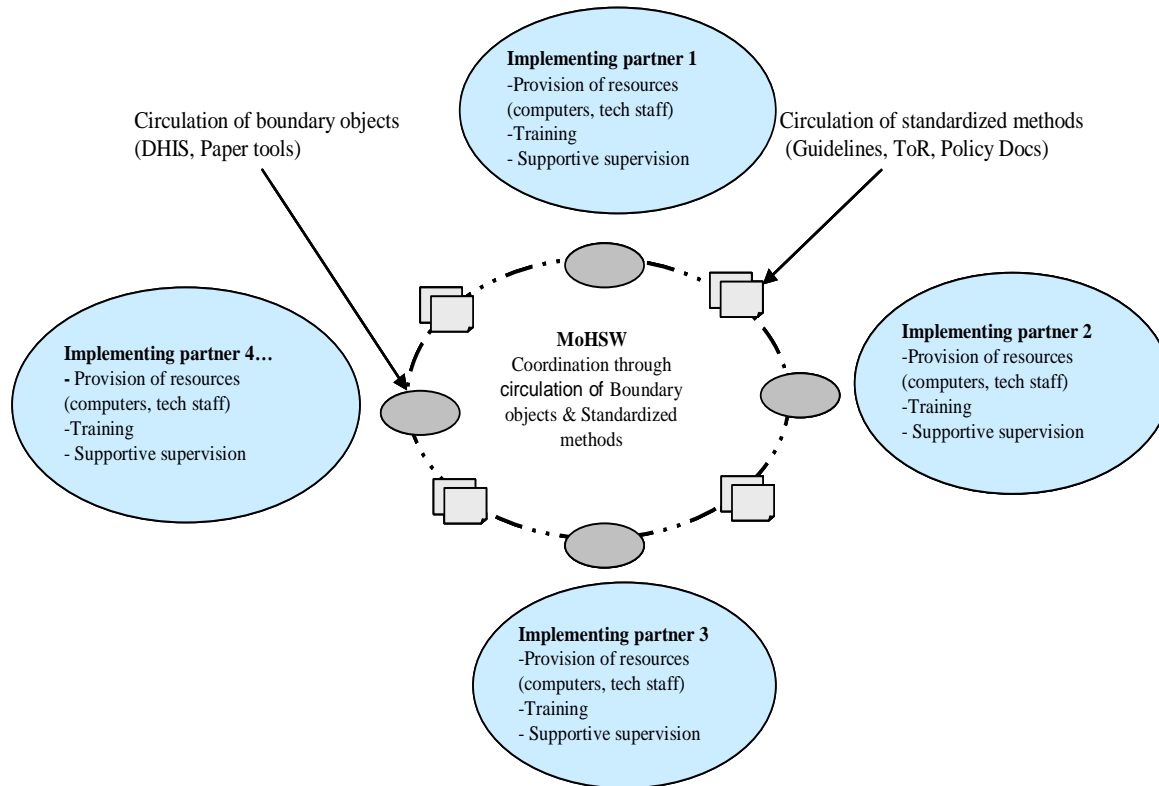 Implementing partner 1
-Provision of resources
(computers, tech staff)
-Training
- Supportive supervision
Circulation of boundary objects
(DHIS, Paper tools)
Circulation of standardized methods
(Guidelines, ToR, Policy Docs)
Implementing partner 4…
- Provision of resources
(computers, tech staff)
-Training
- Supportive supervision
MoHSW
Coordination through
circulation of Boundary
objects & Standardized
methods
Implementing partner 2
-Provision of resources
(computers, tech staff)
-Training
- Supportive supervision
Implementing partner 3
-Provision of resources
(computers, tech staff)
-Training
- Supportive supervision